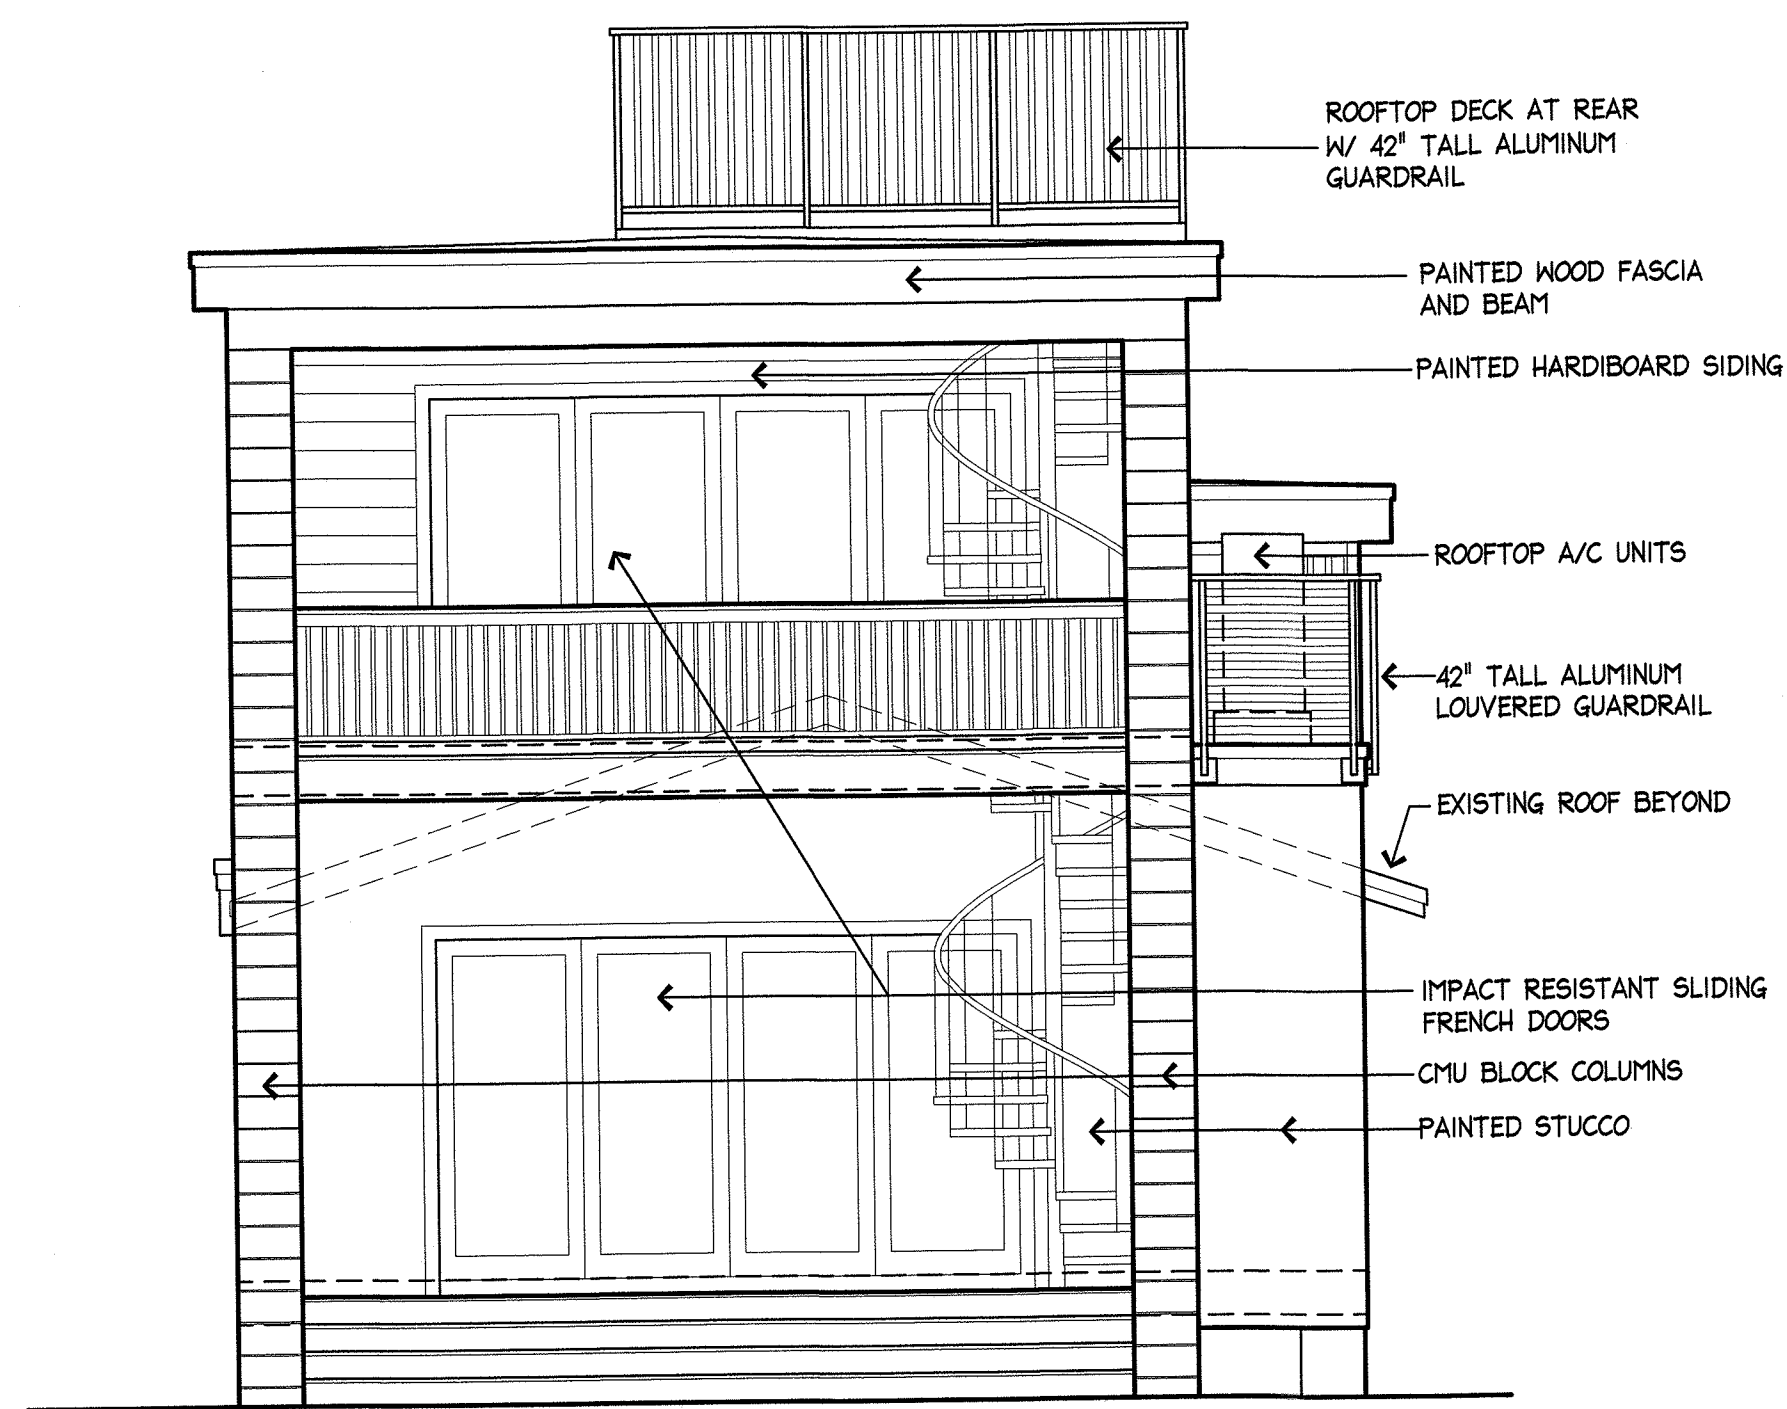 ROOFTOP DECK AT REAR
W/ 42" TALL ALUMINUM
GUARDRAIL
PAINTED WOOD FASCIA
AND BEAM
PAINTED HARDIBOARD SIDING
ROOFTOP A/C UNITS
42" TALL ALUMINUM
LOUVERED GUARDRAIL
EXISTING ROOF BEYOND
IMPACT RESISTANT SLIDING
FRENCH DOORS
CMU BLOCK COLUMNS
PAINTED STUCCO